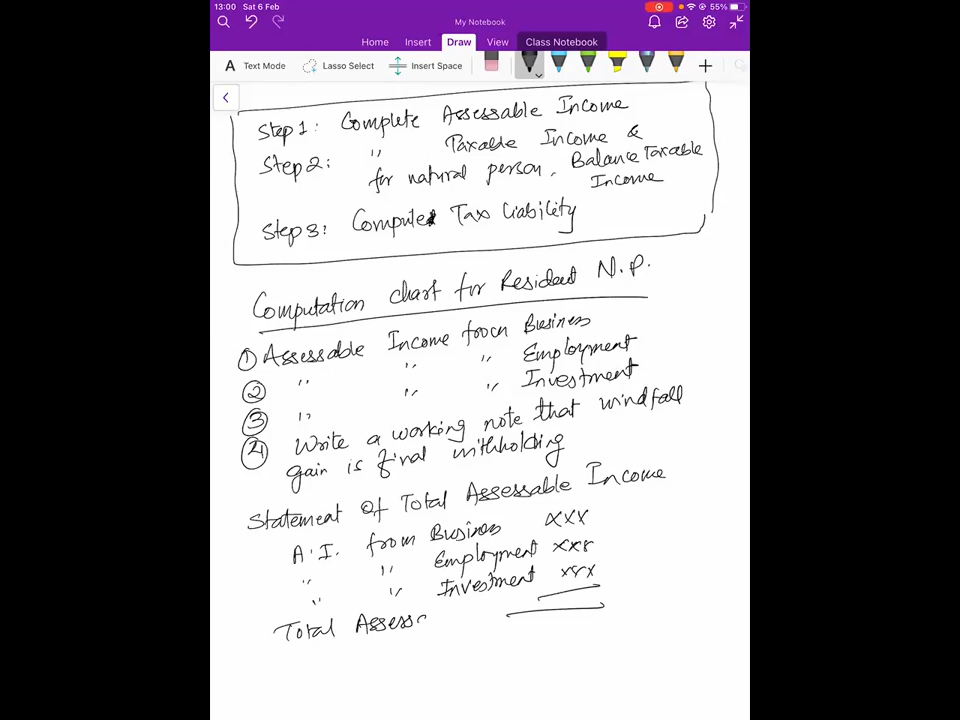 13:00 Sat 6 Feb 55%
My Notebook
Home Insert Draw View Class Notebook
A Text Mode Lasso Select Insert Space
Step 1: Complete Assessable Income
Step 2: " Taxable Income &
for natural person, Balance Taxable
Income
Step 3: Compute Tax Liability
Computation chart for Resident N.P.
① Assessable Income from Business
② " " " Employment
③ " " " Investment
④ Write a working note that windfall
gain is final withholding
Statement Of Total Assessable Income
A.I. from Business xxx
" " Employment xxx
" " Investment xxx
Total Assess